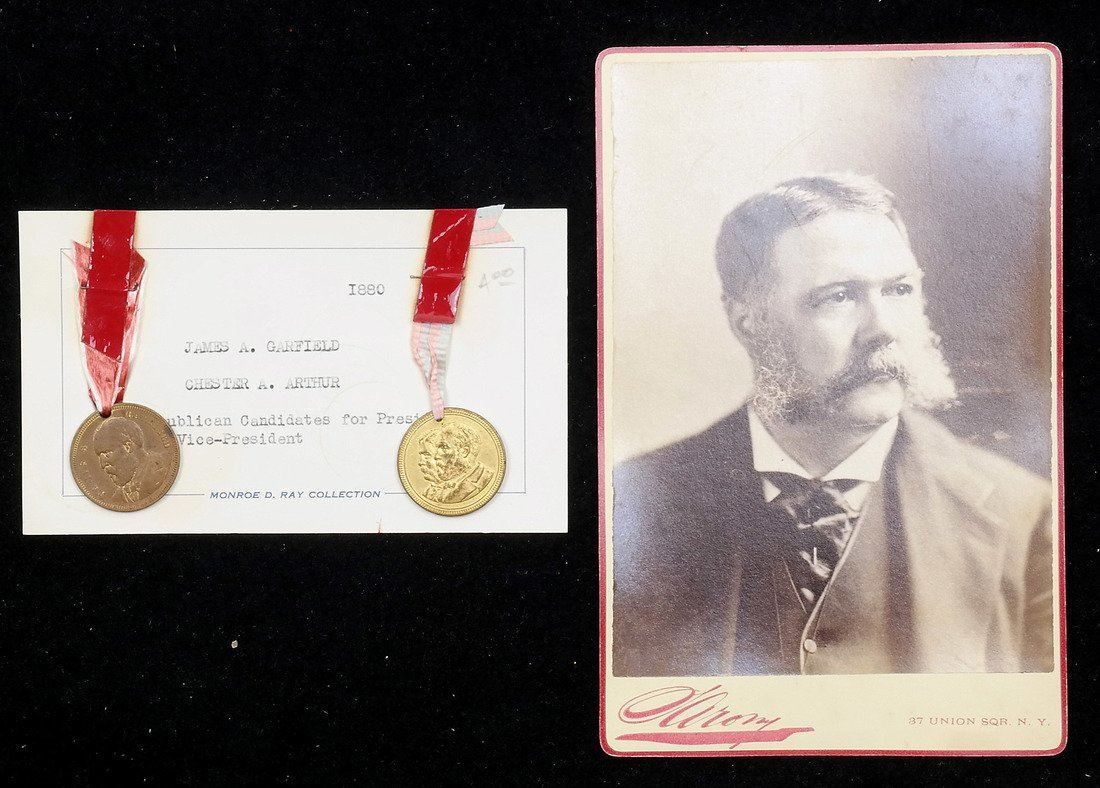 1880
4.00
JAMES A. GARFIELD
CHESTER A. ARTHUR
ublican Candidates for Presi
Vice-President
MONROE D. RAY COLLECTION
Sarony
37 UNION SQR. N. Y.